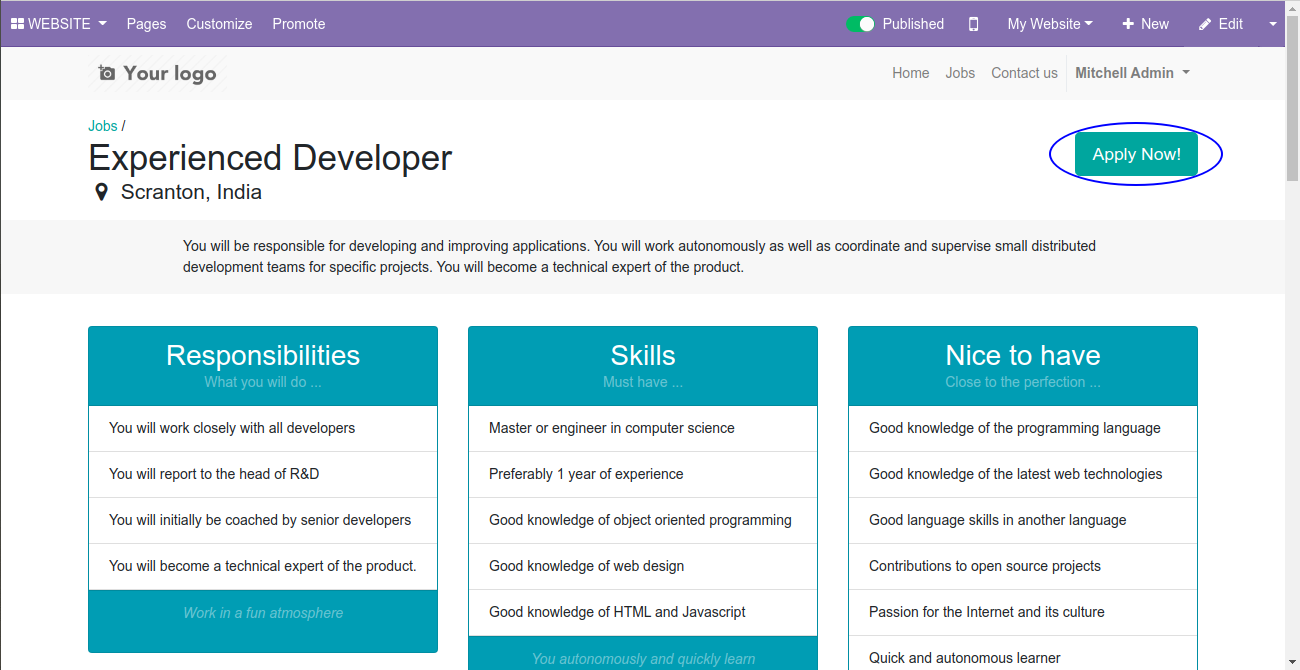 WEBSITE Pages Customize Promote Published My Website New Edit
Your logo Home Jobs Contact us Mitchell Admin
Jobs /
Experienced Developer
Apply Now!
Scranton, India
You will be responsible for developing and improving applications. You will work autonomously as well as coordinate and supervise small distributed
development teams for specific projects. You will become a technical expert of the product.
Responsibilities
What you will do ...
You will work closely with all developers
You will report to the head of R&D
You will initially be coached by senior developers
You will become a technical expert of the product.
Work in a fun atmosphere
Skills
Must have ...
Master or engineer in computer science
Preferably 1 year of experience
Good knowledge of object oriented programming
Good knowledge of web design
Good knowledge of HTML and Javascript
You autonomously and quickly learn
Nice to have
Close to the perfection ...
Good knowledge of the programming language
Good knowledge of the latest web technologies
Good language skills in another language
Contributions to open source projects
Passion for the Internet and its culture
Quick and autonomous learner